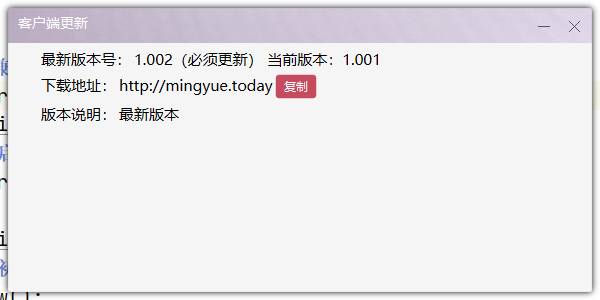 客户端更新
最新版本号： 1.002（必须更新） 当前版本：1.001
下载地址： http://mingyue.today 复制
版本说明： 最新版本